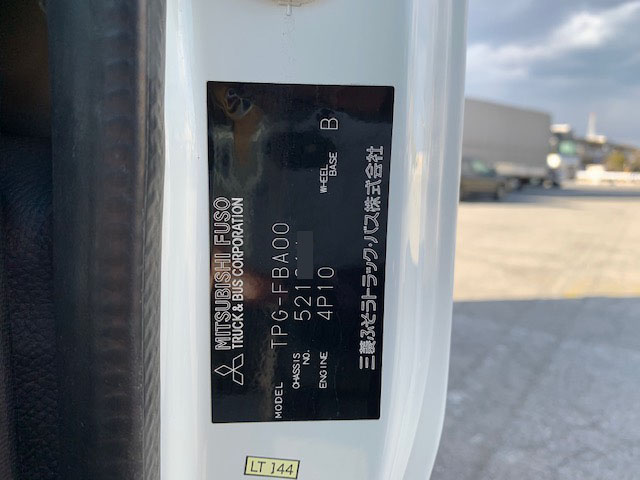 MITSUBISHI FUSO
TRUCK & BUS CORPORATION
MODEL TPG-FBA00
CHASSIS NO. 521
ENGINE 4P10
WHEEL BASE B
三菱ふそうトラック・バス株式会社
LT 144